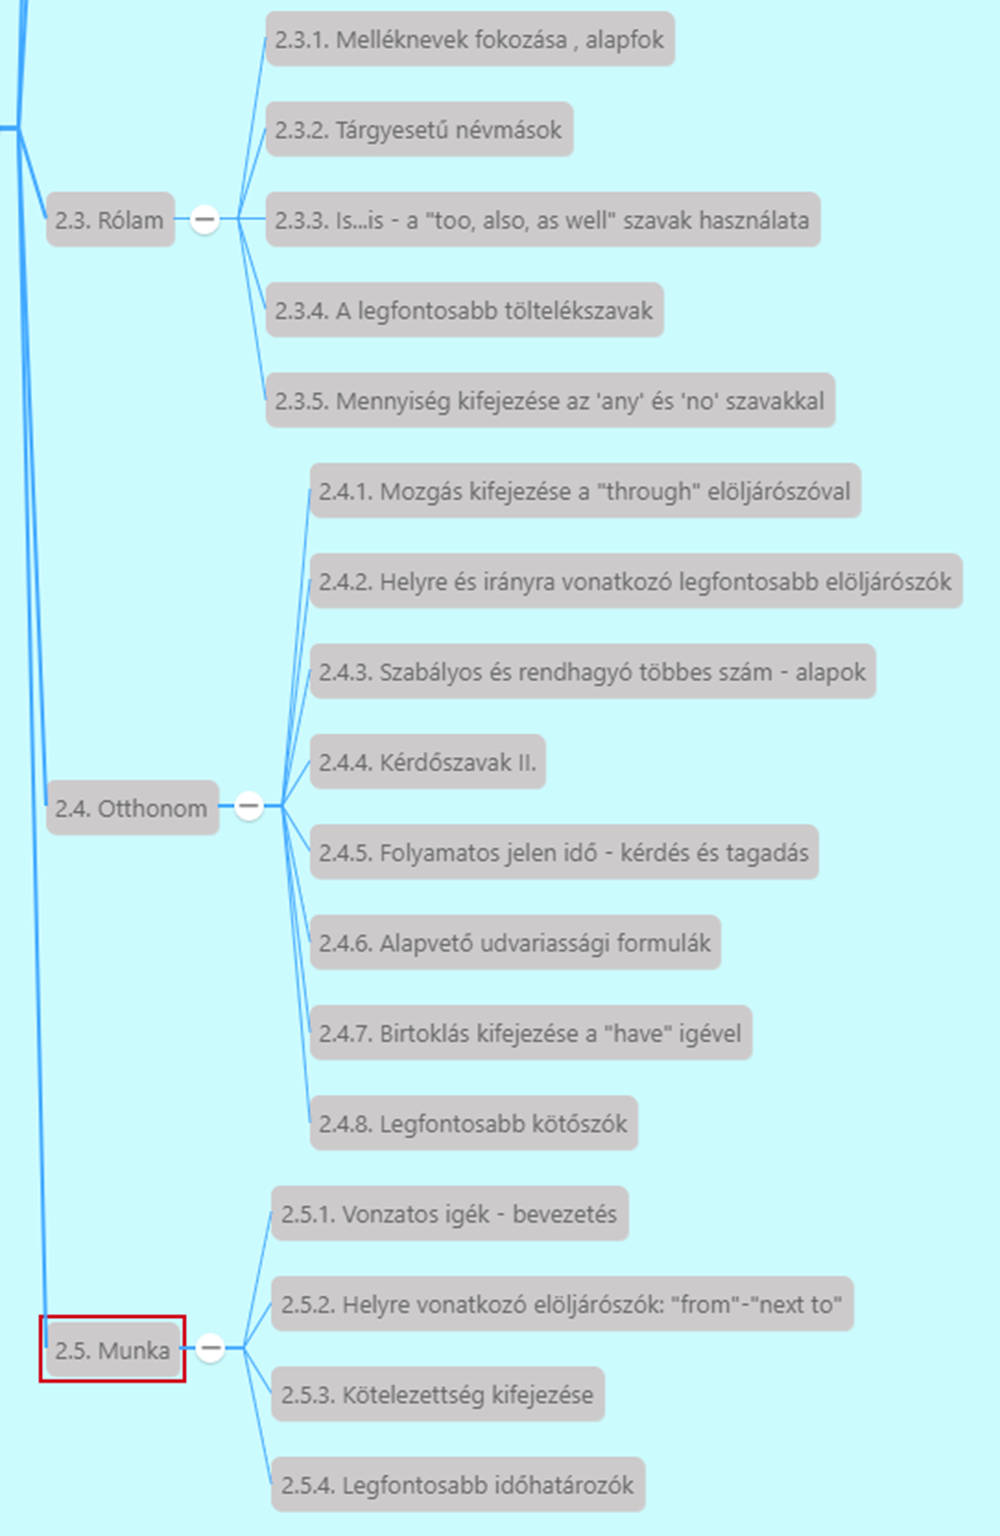 2.3. Rólam
2.3.1. Melléknevek fokozása , alapfok
2.3.2. Tárgyesetű névmások
2.3.3. Is...is - a "too, also, as well" szavak használata
2.3.4. A legfontosabb töltelékszavak
2.3.5. Mennyiség kifejezése az 'any' és 'no' szavakkal
2.4. Otthonom
2.4.1. Mozgás kifejezése a "through" elöljárószóval
2.4.2. Helyre és irányra vonatkozó legfontosabb elöljárószók
2.4.3. Szabályos és rendhagyó többes szám - alapok
2.4.4. Kérdőszavak II.
2.4.5. Folyamatos jelen idő - kérdés és tagadás
2.4.6. Alapvető udvariassági formulák
2.4.7. Birtoklás kifejezése a "have" igével
2.4.8. Legfontosabb kötőszók
2.5. Munka
2.5.1. Vonzatos igék - bevezetés
2.5.2. Helyre vonatkozó elöljárószók: "from"-"next to"
2.5.3. Kötelezettség kifejezése
2.5.4. Legfontosabb időhatározók